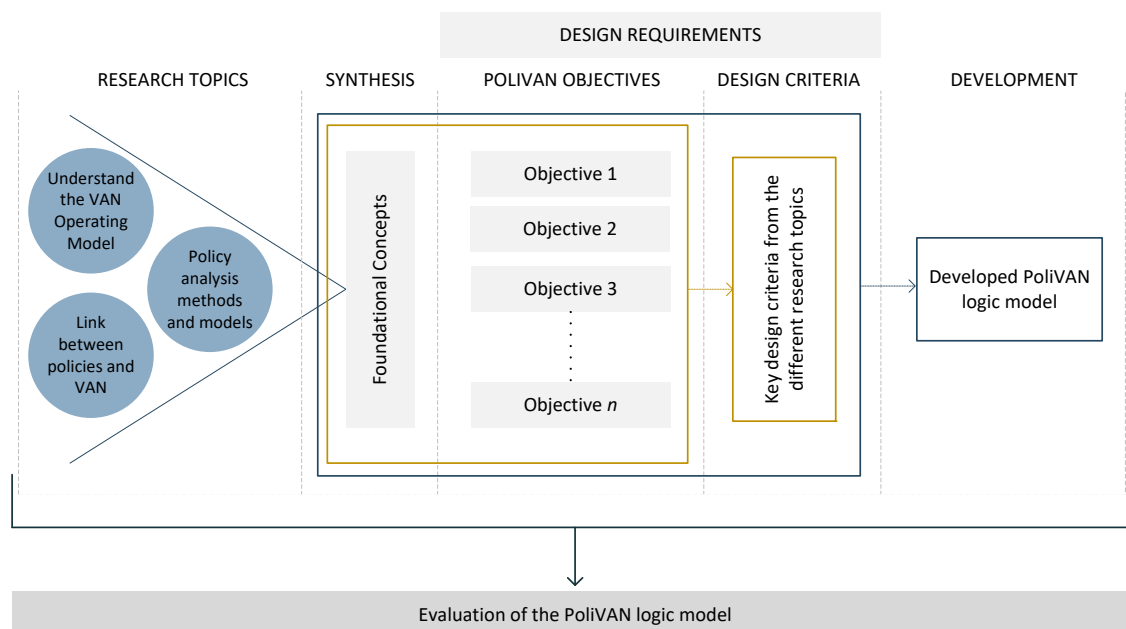 DESIGN REQUIREMENTS
RESEARCH TOPICS
SYNTHESIS
POLIVAN OBJECTIVES
DESIGN CRITERIA
DEVELOPMENT
Understand
the VAN
Operating
Model
Policy
analysis
methods
and models
Link
between
policies and
VAN
Foundational Concepts
Objective 1
Objective 2
Objective 3
Objective n
Key design criteria from the
different research topics
Developed PoliVAN
logic model
Evaluation of the PoliVAN logic model